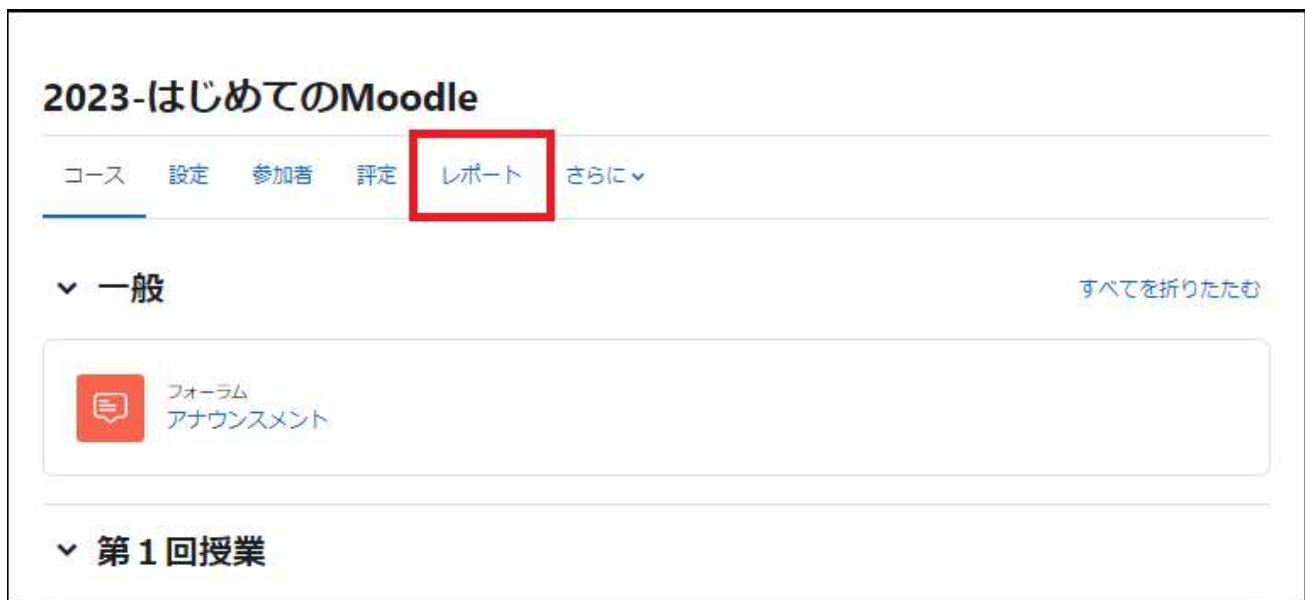 2023-はじめてのMoodle
コース 設定 参加者 評定 レポート さらに
一般 すべてを折りたたむ
フォーラム
アナウンスメント
第１回授業